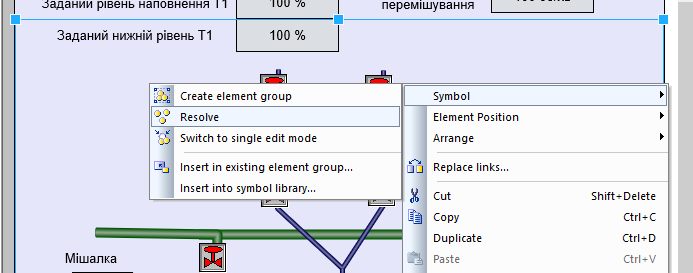 Заданий рівень наповнення Т1
100 %
перемішування
Заданий нижній рівень Т1
100 %
Create element group
Resolve
Switch to single edit mode
Insert in existing element group...
Insert into symbol library...
Symbol
Element Position
Arrange
Replace links...
Cut Shift+Delete
Copy Ctrl+C
Duplicate Ctrl+D
Paste Ctrl+V
Мішалка